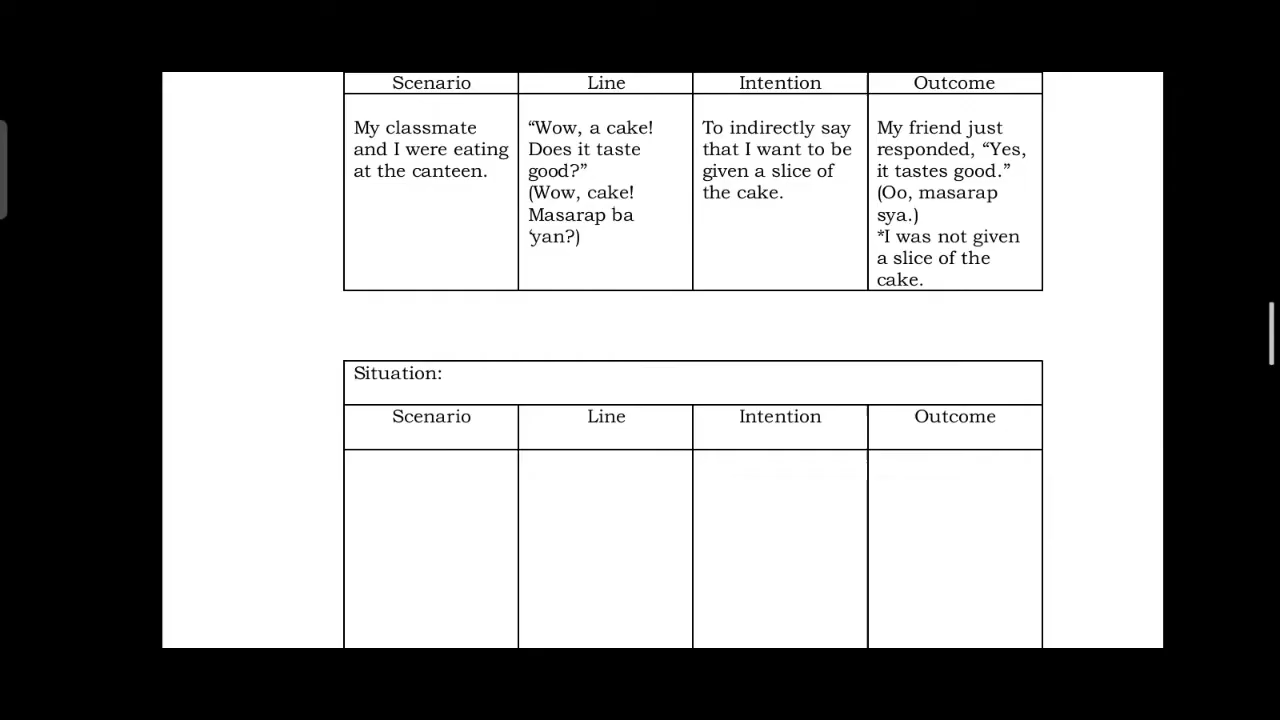 Scenario Line Intention Outcome
My classmate
and I were eating
at the canteen.
“Wow, a cake!
Does it taste
good?”
(Wow, cake!
Masarap ba
‘yan?)
To indirectly say
that I want to be
given a slice of
the cake.
My friend just
responded, “Yes,
it tastes good.”
(Oo, masarap
sya.)
*I was not given
a slice of the
cake.
Situation:
Scenario Line Intention Outcome